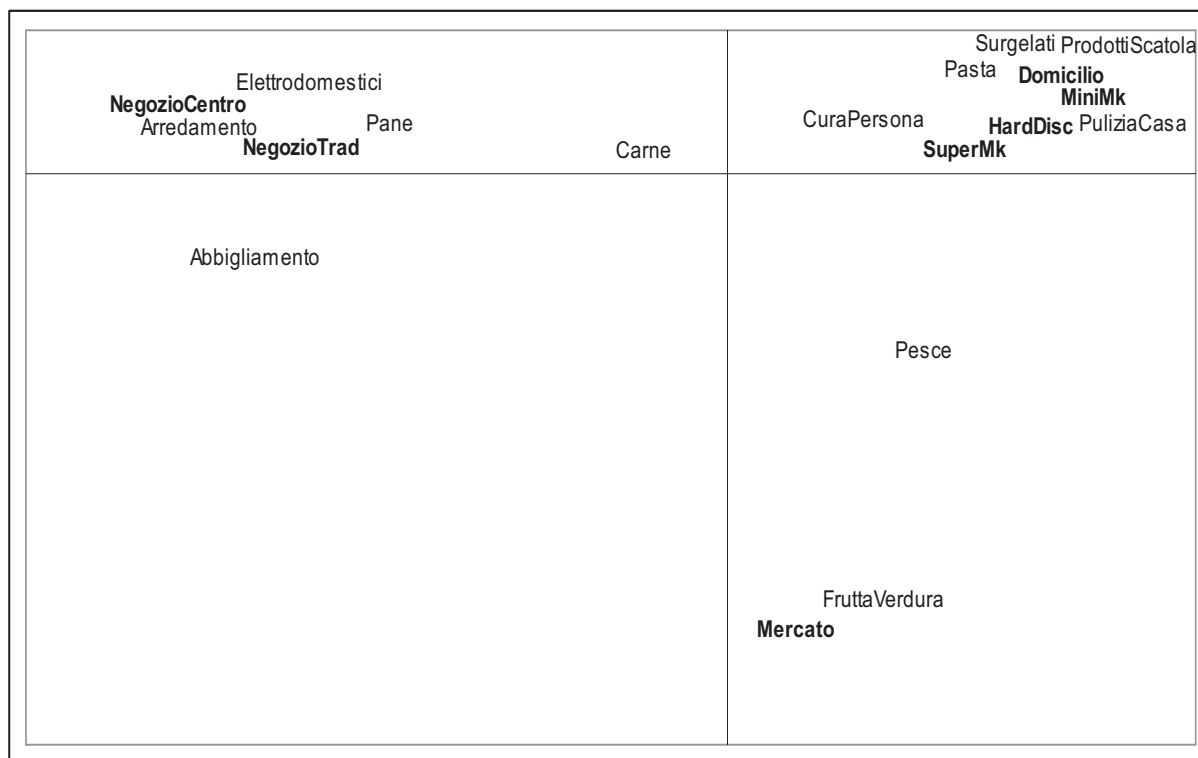 Surgelati ProdottiScatola
Pasta Domicilio
Elettrodomestici
MiniMk
NegozioCentro
CuraPersona
Arredamento Pane
HardDisc PuliziaCasa
NegozioTrad
Carne
SuperMk
Abbigliamento
Pesce
FruttaVerdura
Mercato